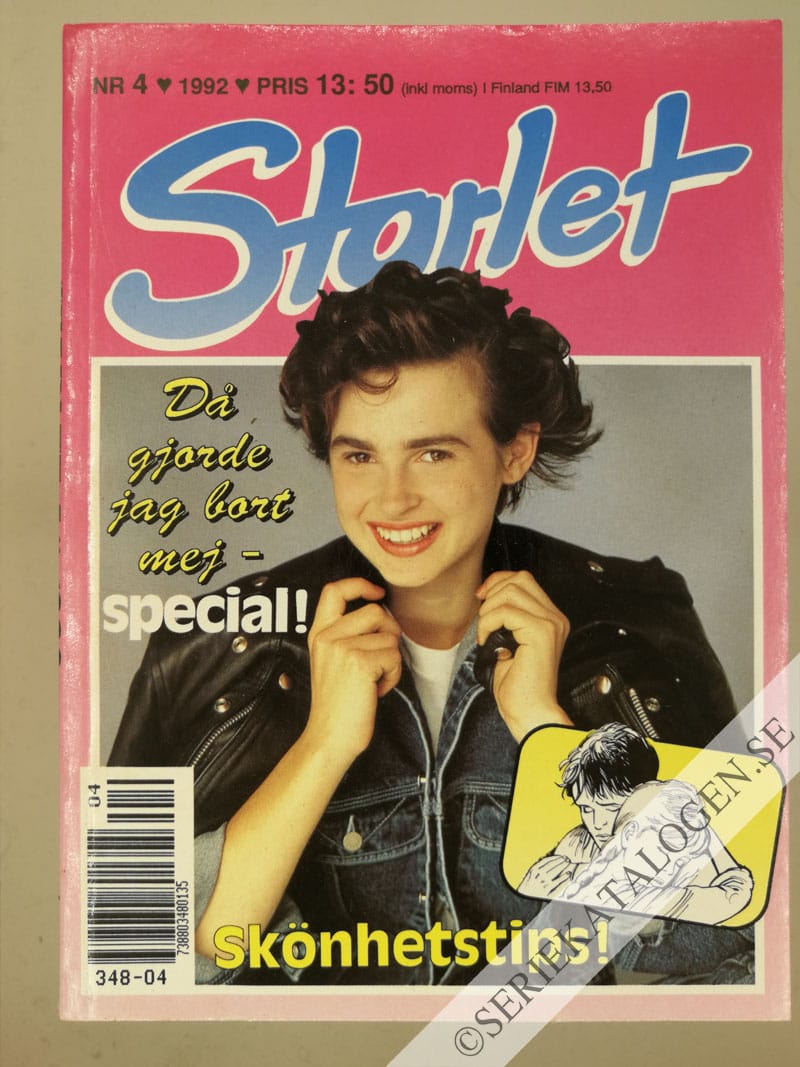 NR 4 ♥ 1992 ♥ PRIS 13:50 (inkl moms) I Finland FIM 13,50
Starlet
Då
gjorde
jag bort
mej -
special!
04
738803480135
348-04
Skönhetstips!
©SERIEKATALOGEN.SE